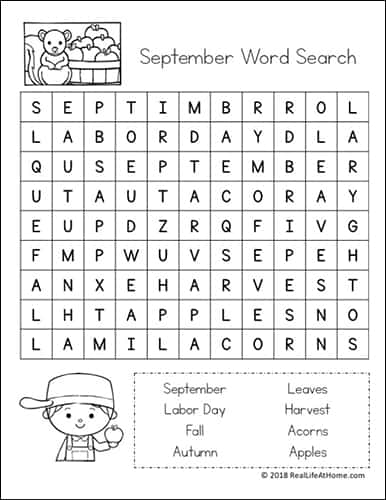 September Word Search
S E P T I M B R R O L
L A B O R D A Y D L A
Q U S E P T E M B E R
U T A U T A C O R A Y
E U P D Z R Q F I V G
F M P W U V S E P E H
A N X E H A R V E S T
L H T A P P L E S N O
L A M I L A C O R N S
September Leaves
Labor Day Harvest
Fall Acorns
Autumn Apples
© 2018 RealLifeAtHome.com